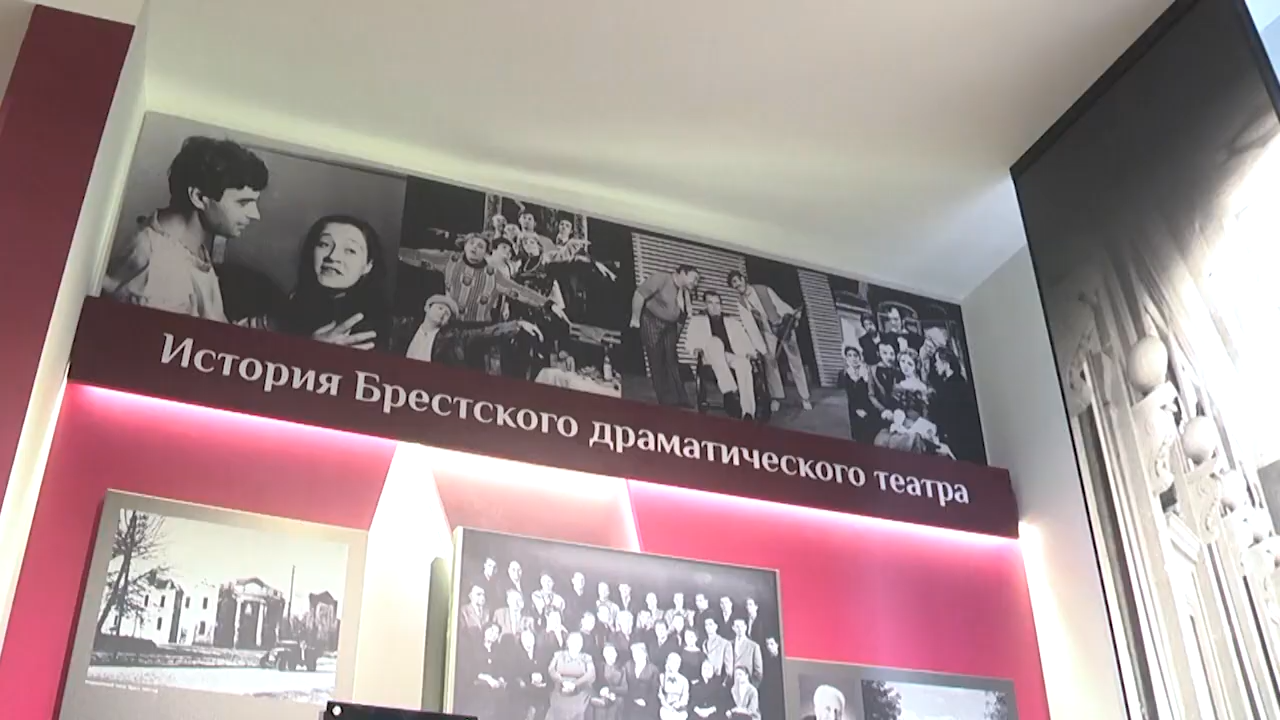 История Брестского драматического театра